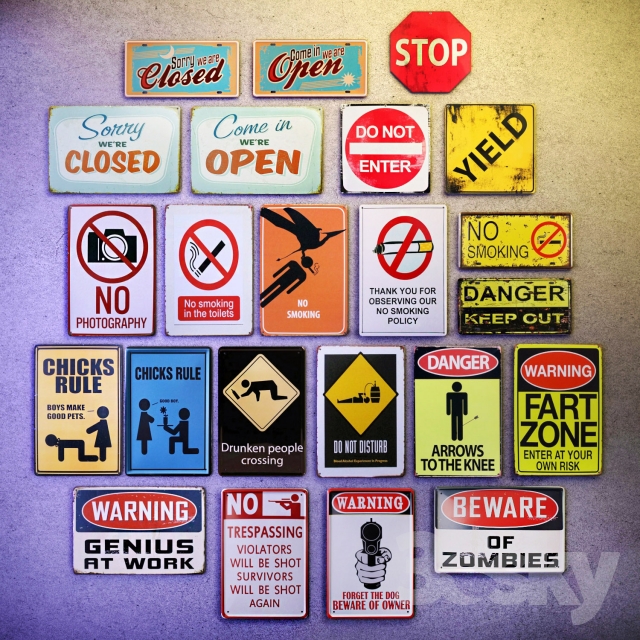 Sorry we are
Closed
Come in we are
Open
STOP
Sorry
WE'RE
CLOSED
Come in
WE'RE
OPEN
DO NOT
ENTER
YIELD
NO
PHOTOGRAPHY
No smoking
in the toilets
NO
SMOKING
THANK YOU FOR
OBSERVING OUR
NO SMOKING
POLICY
NO
SMOKING
DANGER
KEEP OUT
CHICKS
RULE
BOYS MAKE
GOOD PETS.
CHICKS RULE
Drunken people
crossing
DO NOT DISTURB
DANGER
ARROWS
TO THE KNEE
WARNING
FART
ZONE
ENTER AT YOUR
OWN RISK
WARNING
GENIUS
AT WORK
NO
TRESPASSING
VIOLATORS
WILL BE SHOT
SURVIVORS
WILL BE SHOT
AGAIN
WARNING
FORGET THE DOG
BEWARE OF OWNER
BEWARE
OF
ZOMBIES
3dsky